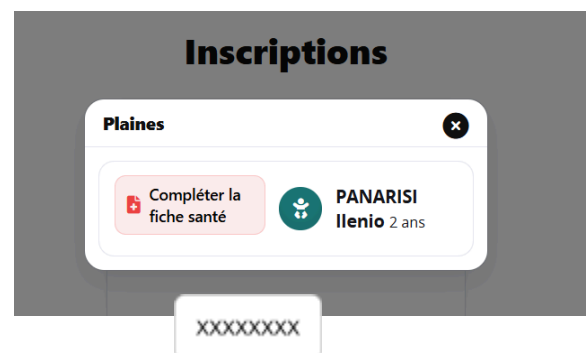 Inscriptions
Plaines
Compléter la
fiche santé
PANARISI
Ilenio 2 ans
XXXXXXXX